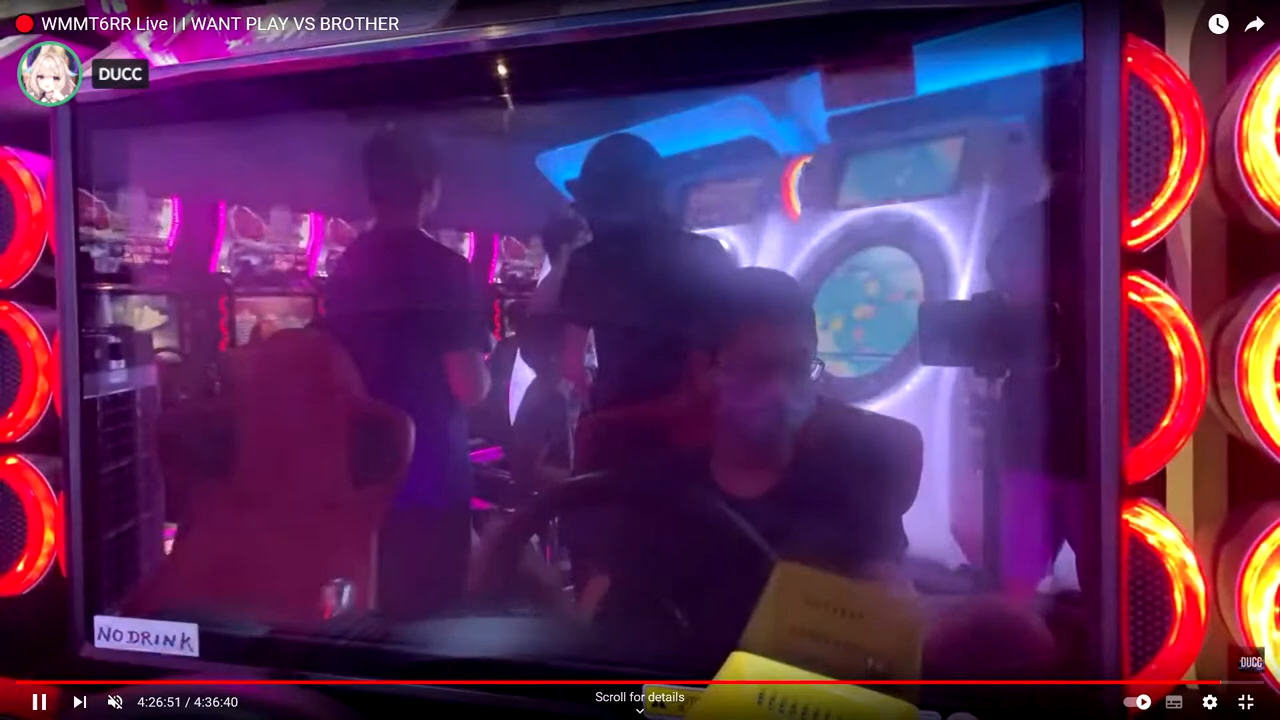 WMMT6RR Live | I WANT PLAY VS BROTHER
DUCC
NO DRINK
DUCC
4:26:51 / 4:36:40
Scroll for details